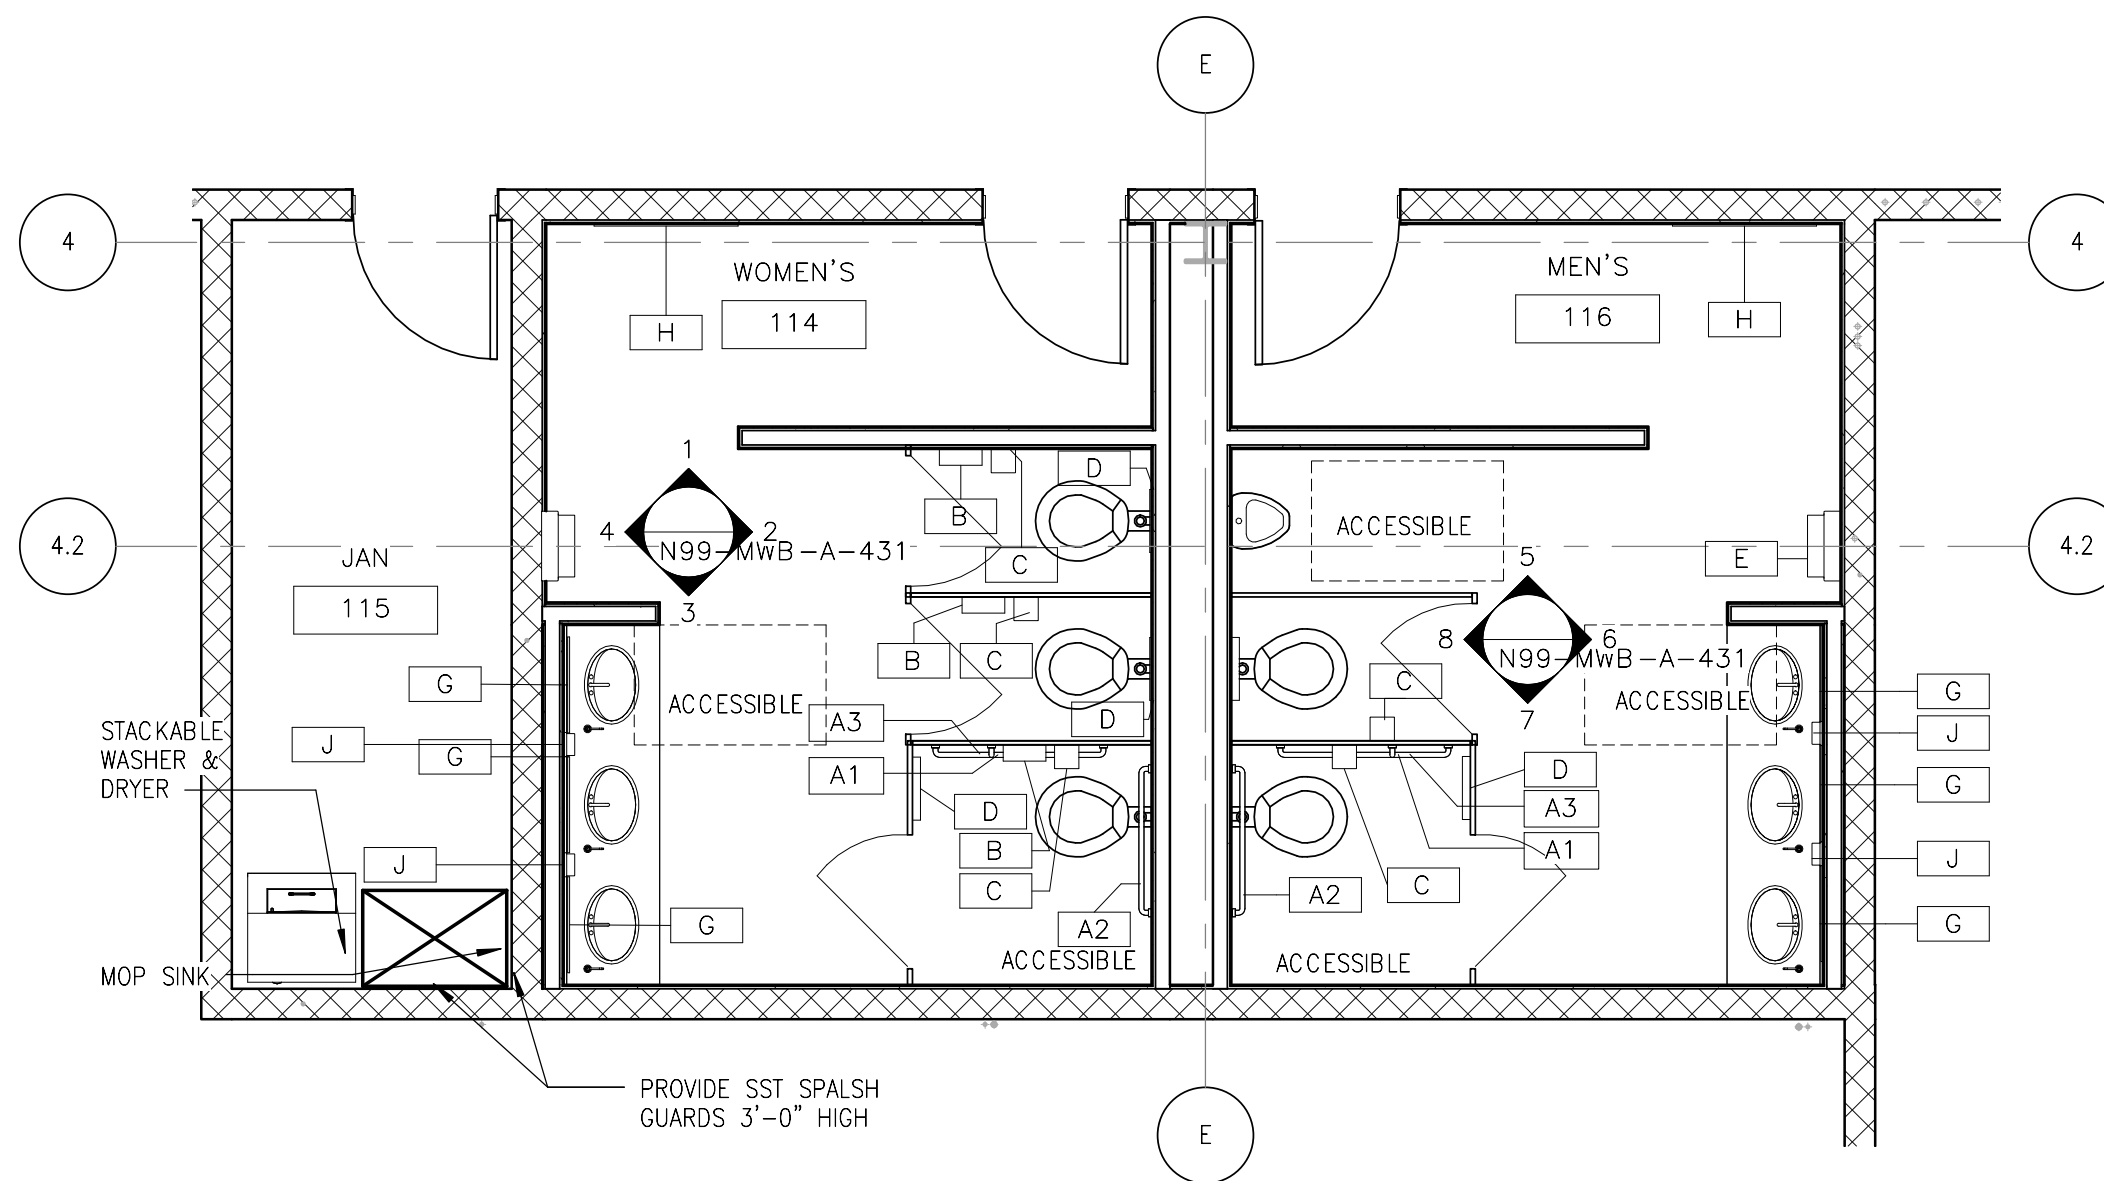 E
4
4
WOMEN'S
114
H
MEN'S
116
H
1
4
2
N99-MWB-A-431
3
D
B
C
ACCESSIBLE
E
4.2
4.2
JAN
115
5
8
6
N99-MWB-A-431
7
B
C
D
C
G
ACCESSIBLE
A3
ACCESSIBLE
G
J
G
J
STACKABLE
WASHER &
DRYER
A1
D
A3
G
D
B
C
A1
J
J
C
A2
A2
G
G
ACCESSIBLE
ACCESSIBLE
MOP SINK
PROVIDE SST SPALSH
GUARDS 3'-0" HIGH
E